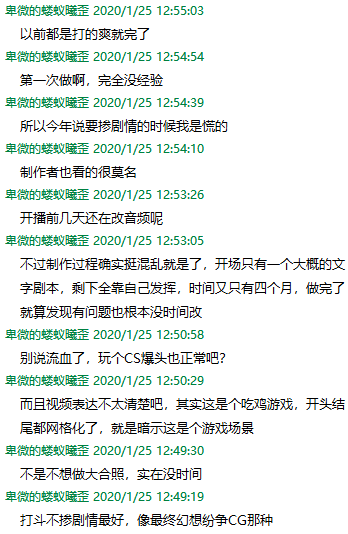 卑微的蝼蚁曦歪 2020/1/25 12:55:03
以前都是打的爽就完了
卑微的蝼蚁曦歪 2020/1/25 12:54:54
第一次做啊，完全没经验
卑微的蝼蚁曦歪 2020/1/25 12:54:39
所以今年说要掺剧情的时候我是慌的
卑微的蝼蚁曦歪 2020/1/25 12:54:10
制作者也看的很莫名
卑微的蝼蚁曦歪 2020/1/25 12:53:26
开播前几天还在改音频呢
卑微的蝼蚁曦歪 2020/1/25 12:53:05
不过制作过程确实挺混乱就是了，开场只有一个大概的文
字剧本，剩下全靠自己发挥，时间又只有四个月，做完了
就算发现有问题也根本没时间改
卑微的蝼蚁曦歪 2020/1/25 12:50:58
别说流血了，玩个CS爆头也正常吧?
卑微的蝼蚁曦歪 2020/1/25 12:50:29
而且视频表达不太清楚吧，其实这是个吃鸡游戏，开头结
尾都网格化了，就是暗示这是个游戏场景
卑微的蝼蚁曦歪 2020/1/25 12:49:30
不是不想做大合照，实在没时间
卑微的蝼蚁曦歪 2020/1/25 12:49:19
打斗不掺剧情最好，像最终幻想纷争CG那种